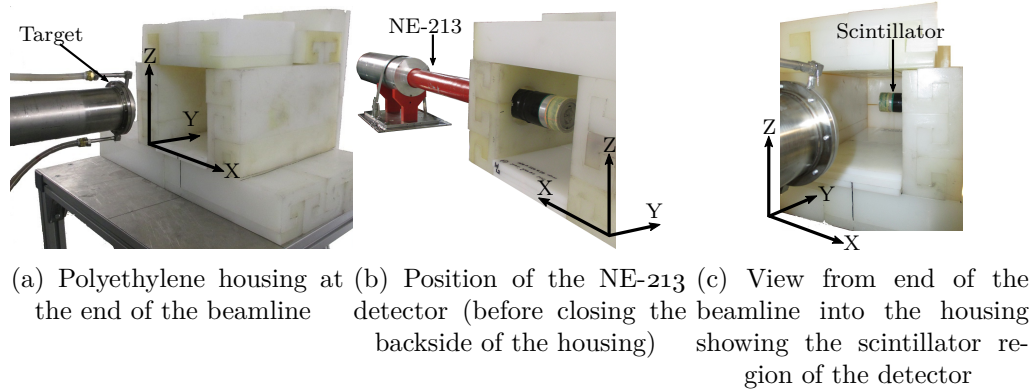 Target
Z
Y
X
NE-213
Z
X
Y
Scintillator
Z
Y
X
(a) Polyethylene housing at
the end of the beamline
(b) Position of the NE-213
detector (before closing the
backside of the housing)
(c) View from end of the
beamline into the housing
showing the scintillator re-
gion of the detector